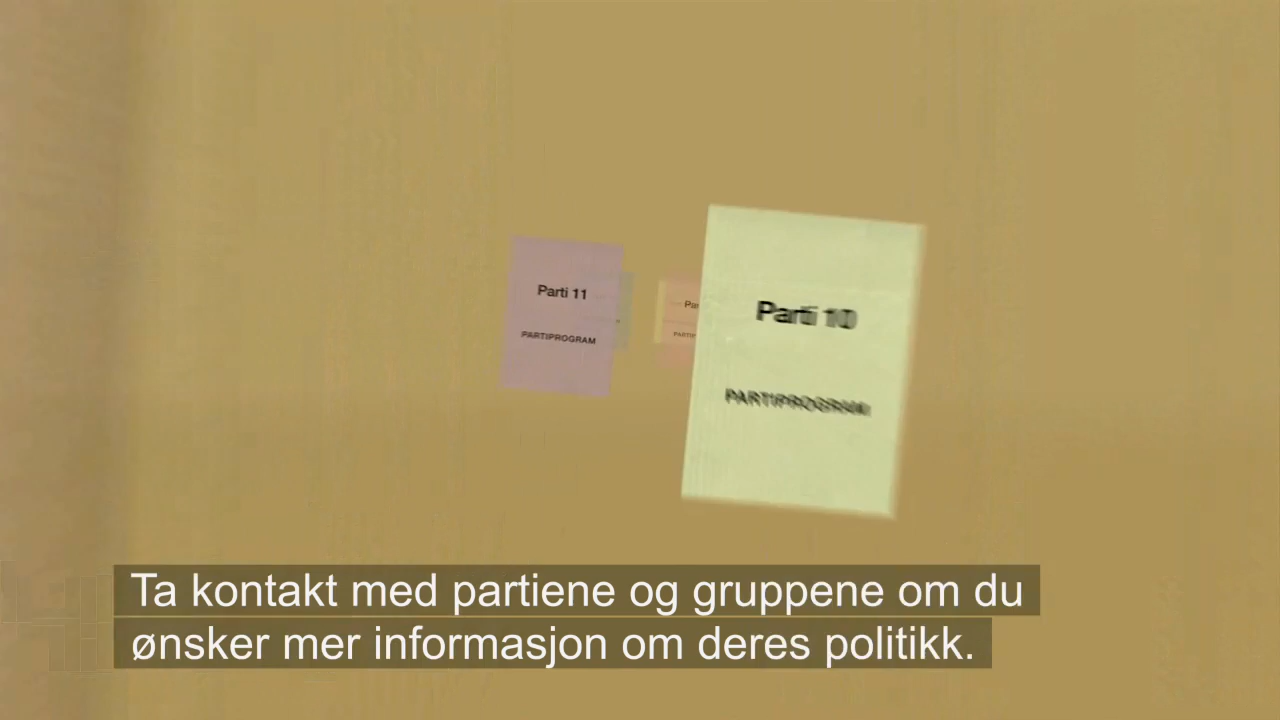 Parti 11
PARTIPROGRAM
Parti 10
PARTIPROGRAM
Ta kontakt med partiene og gruppene om du
ønsker mer informasjon om deres politikk.